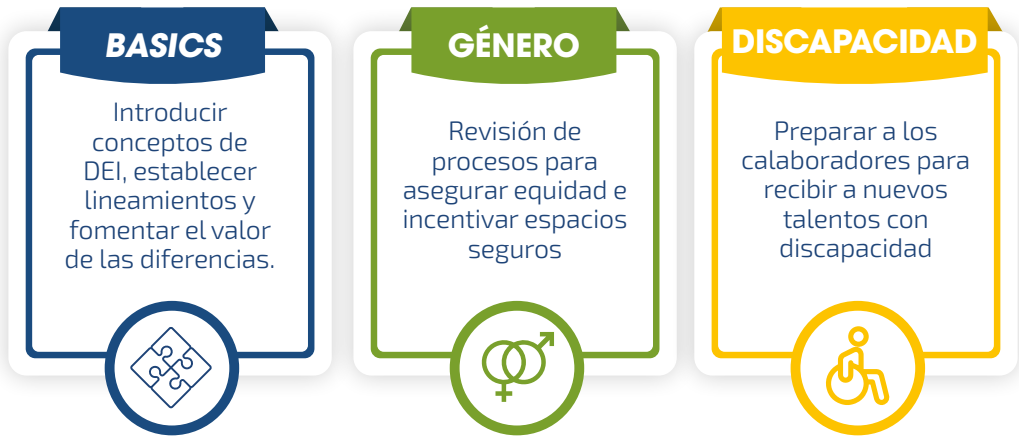 BASICS
Introducir
conceptos de
DEI, establecer
lineamientos y
fomentar el valor
de las diferencias.
GÉNERO
Revisión de
procesos para
asegurar equidad e
incentivar espacios
seguros
DISCAPACIDAD
Preparar a los
calaboradores para
recibir a nuevos
talentos con
discapacidad